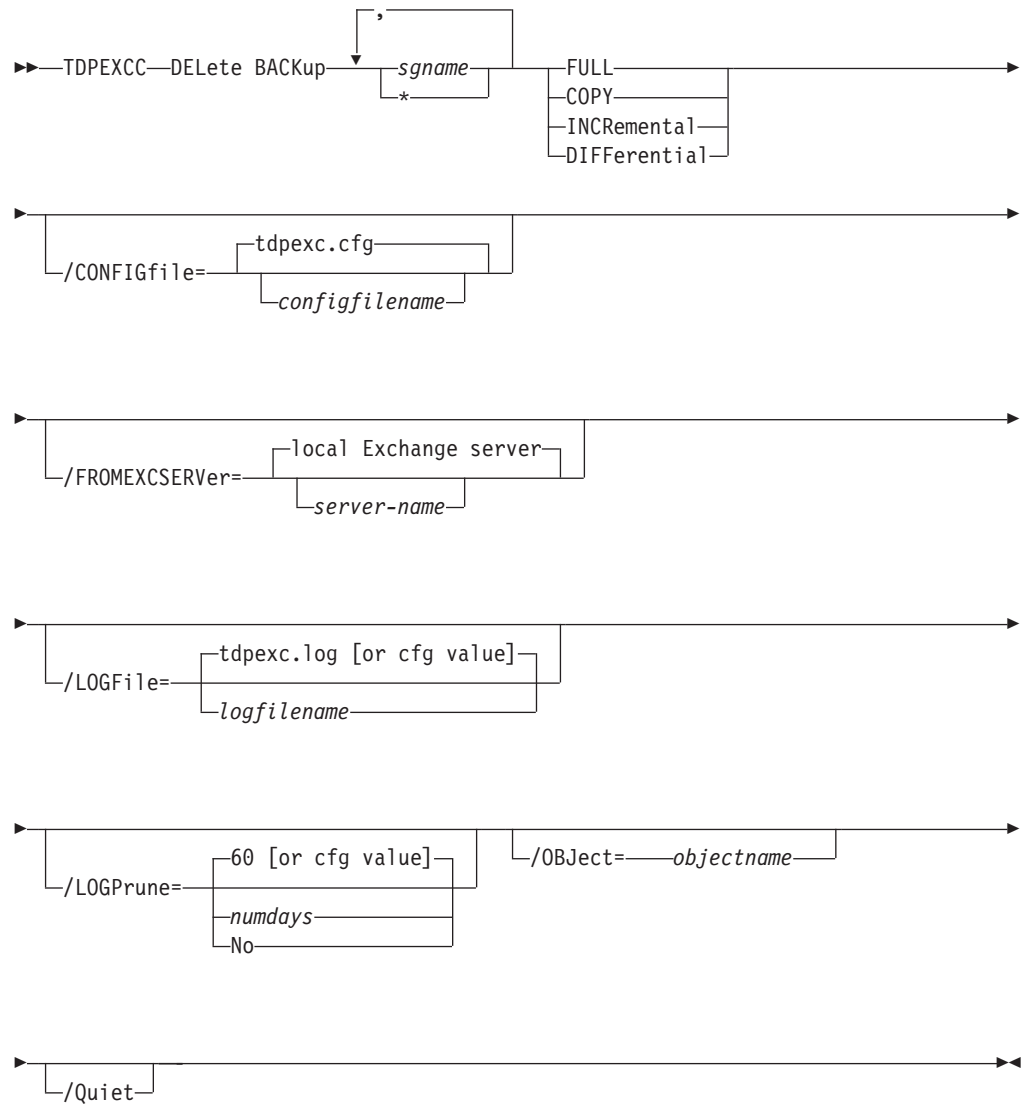 ,
TDPEXCC DELete BACKup sgname FULL
* COPY
INCRemental
DIFFerential
/CONFIGfile= tdpexc.cfg
configfilename
/FROMEXCSERVer= local Exchange server
server-name
/LOGFile= tdpexc.log [or cfg value]
logfilename
/LOGPrune= 60 [or cfg value]
numdays
No
/OBJect= objectname
/Quiet